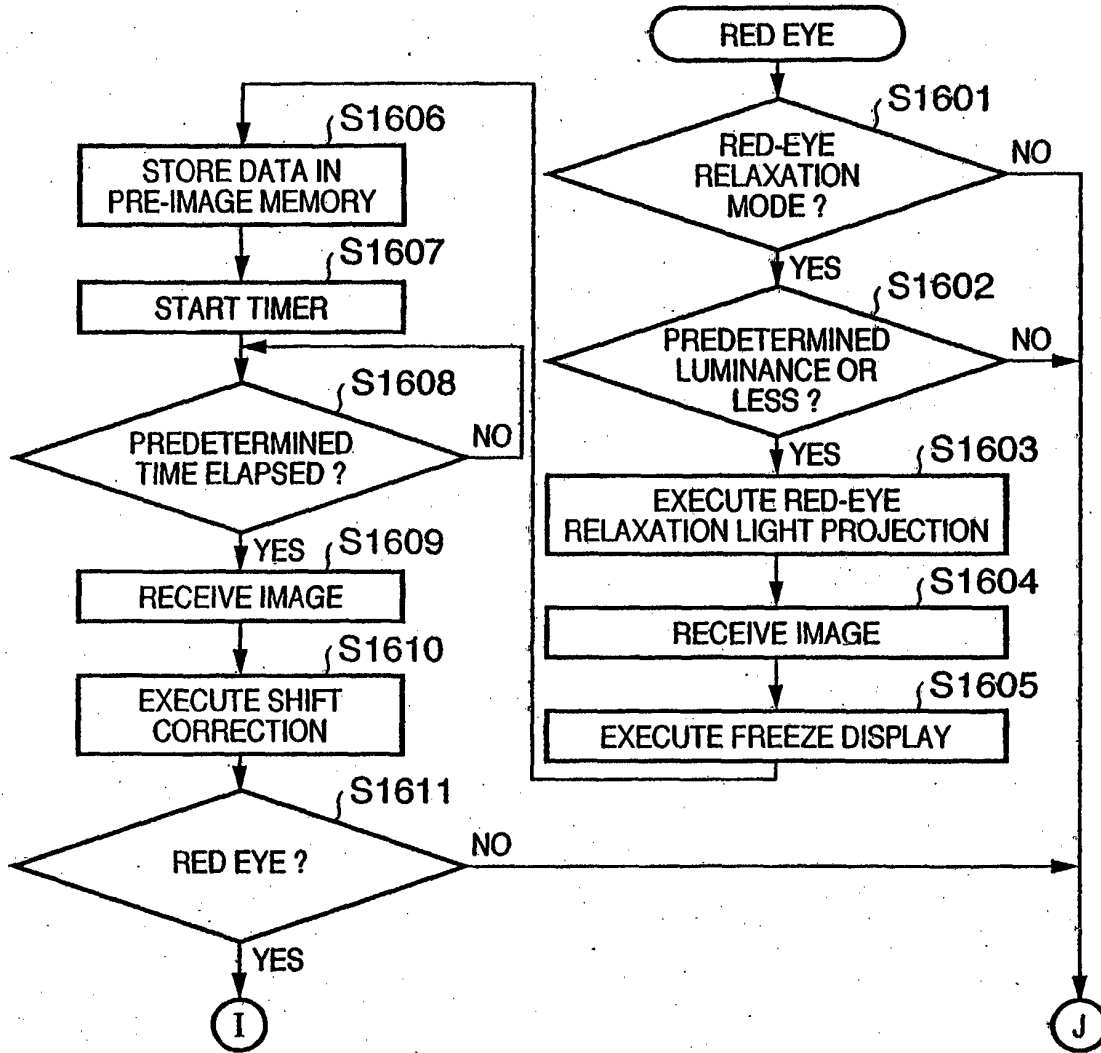 RED EYE
S1601
RED-EYE
RELAXATION
MODE ?
NO
YES
S1602
PREDETERMINED
LUMINANCE OR
LESS ?
NO
YES
S1603
EXECUTE RED-EYE
RELAXATION LIGHT PROJECTION
S1604
RECEIVE IMAGE
S1605
EXECUTE FREEZE DISPLAY
S1606
STORE DATA IN
PRE-IMAGE MEMORY
S1607
START TIMER
S1608
PREDETERMINED
TIME ELAPSED ?
NO
YES
S1609
RECEIVE IMAGE
S1610
EXECUTE SHIFT
CORRECTION
S1611
RED EYE ?
NO
YES
I
J